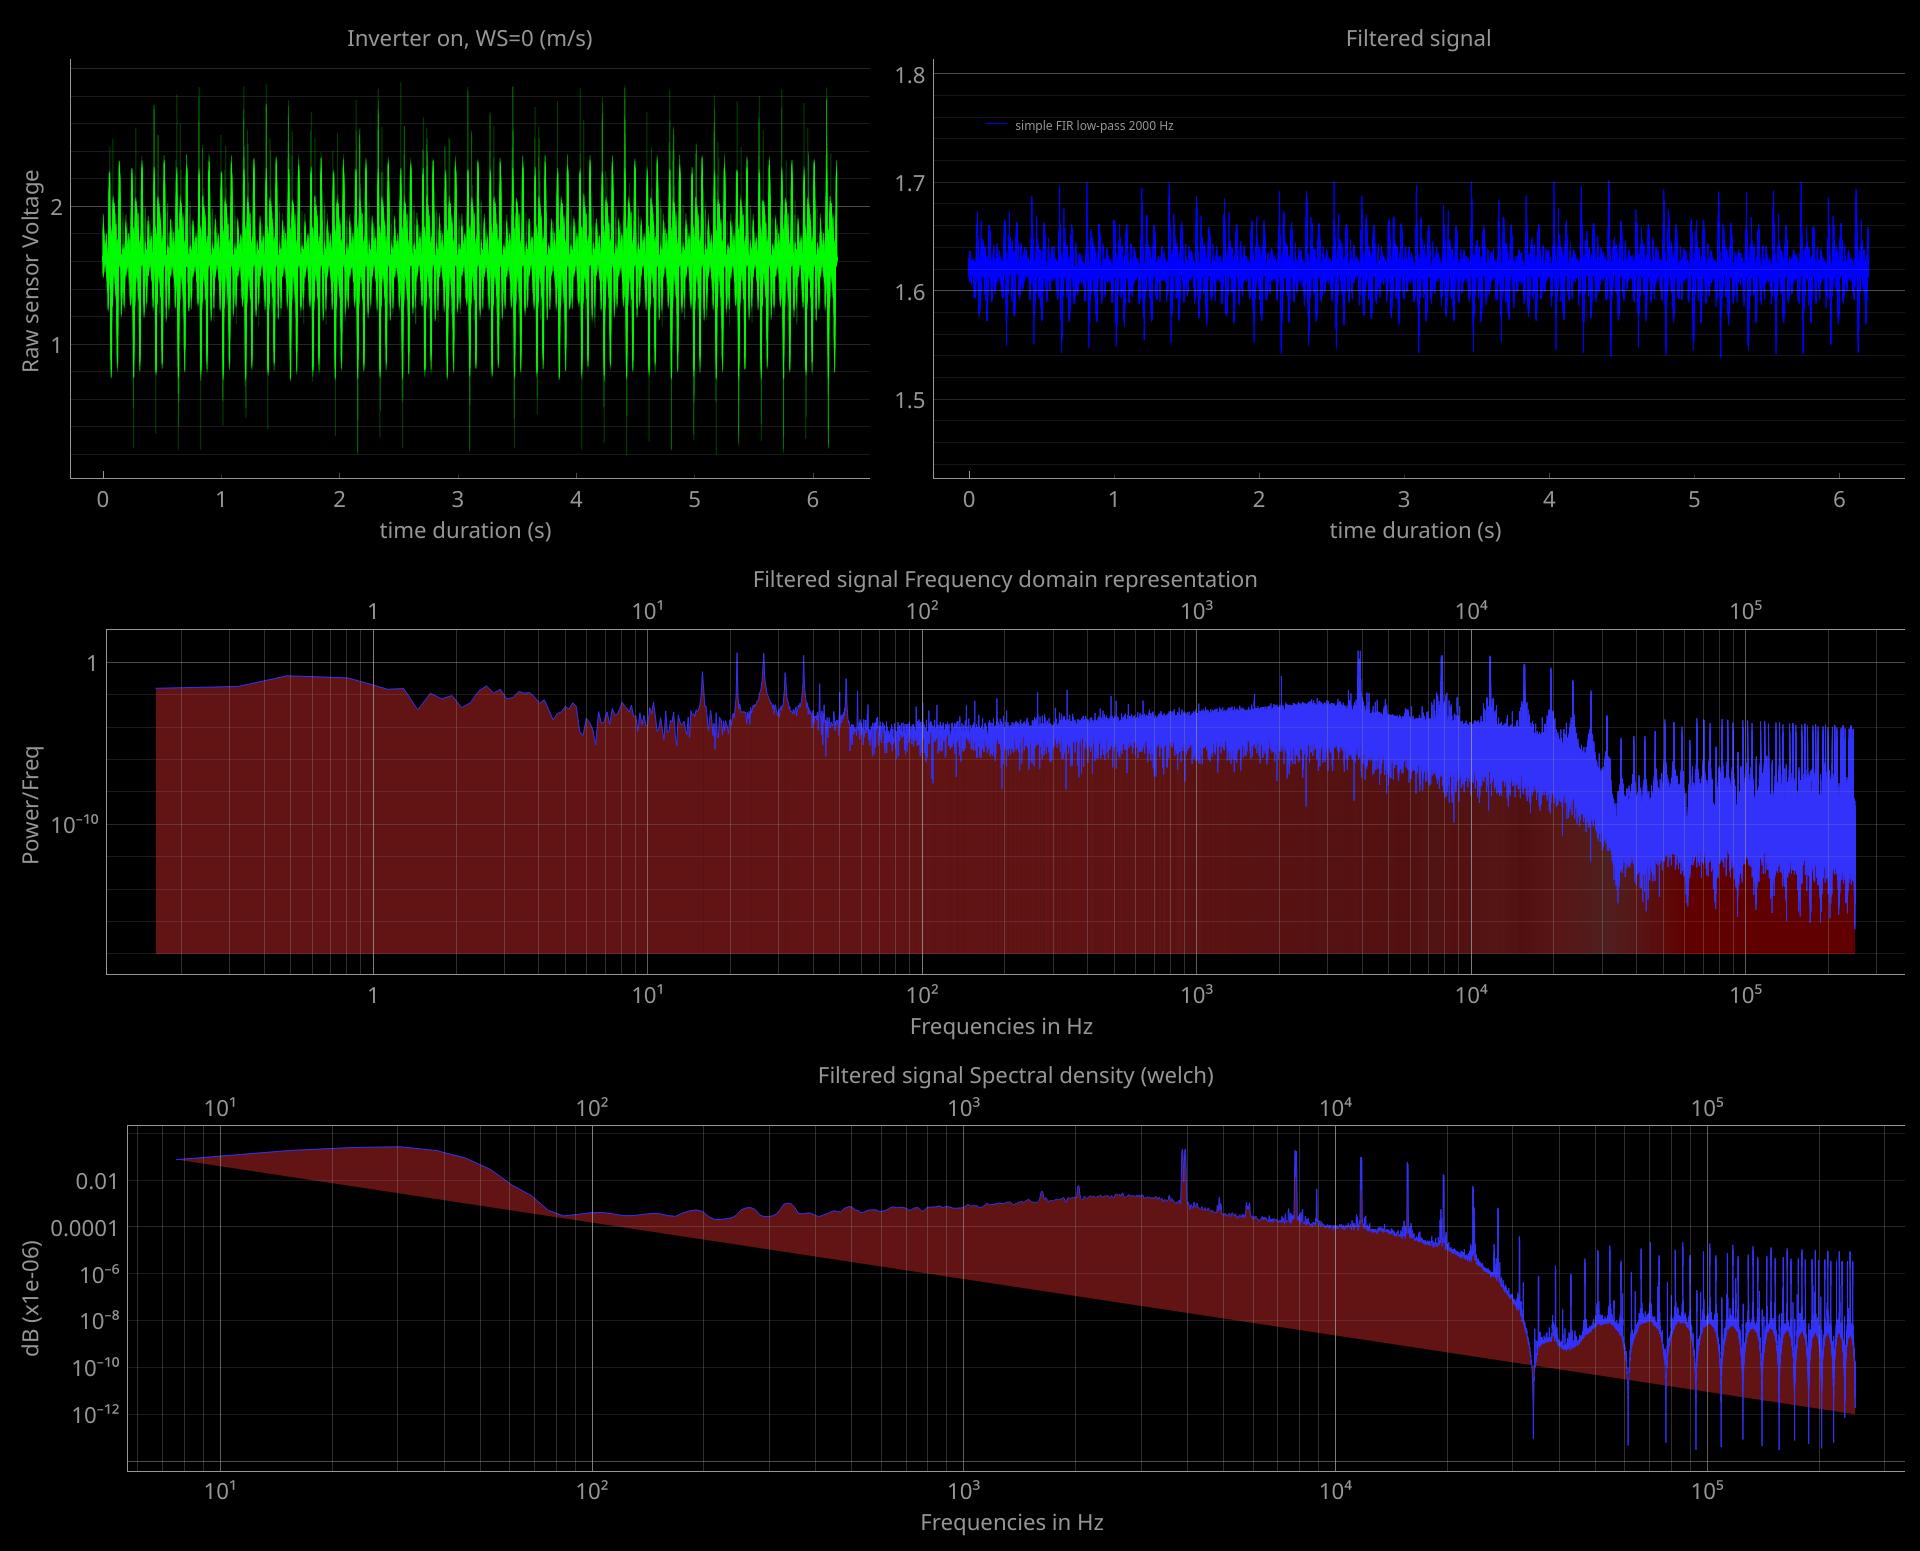 Inverter on, WS=0 (m/s)
Raw sensor Voltage
2
1
0 1 2 3 4 5 6
time duration (s)
Filtered signal
1.8
simple FIR low-pass 2000 Hz
1.7
1.6
1.5
0 1 2 3 4 5 6
time duration (s)
Filtered signal Frequency domain representation
1 10¹ 10² 10³ 10⁴ 10⁵
Power/Freq
1
10⁻¹⁰
1 10¹ 10² 10³ 10⁴ 10⁵
Frequencies in Hz
Filtered signal Spectral density (welch)
10¹ 10² 10³ 10⁴ 10⁵
dB (x1e-06)
0.01
0.0001
10⁻⁶
10⁻⁸
10⁻¹⁰
10⁻¹²
10¹ 10² 10³ 10⁴ 10⁵
Frequencies in Hz